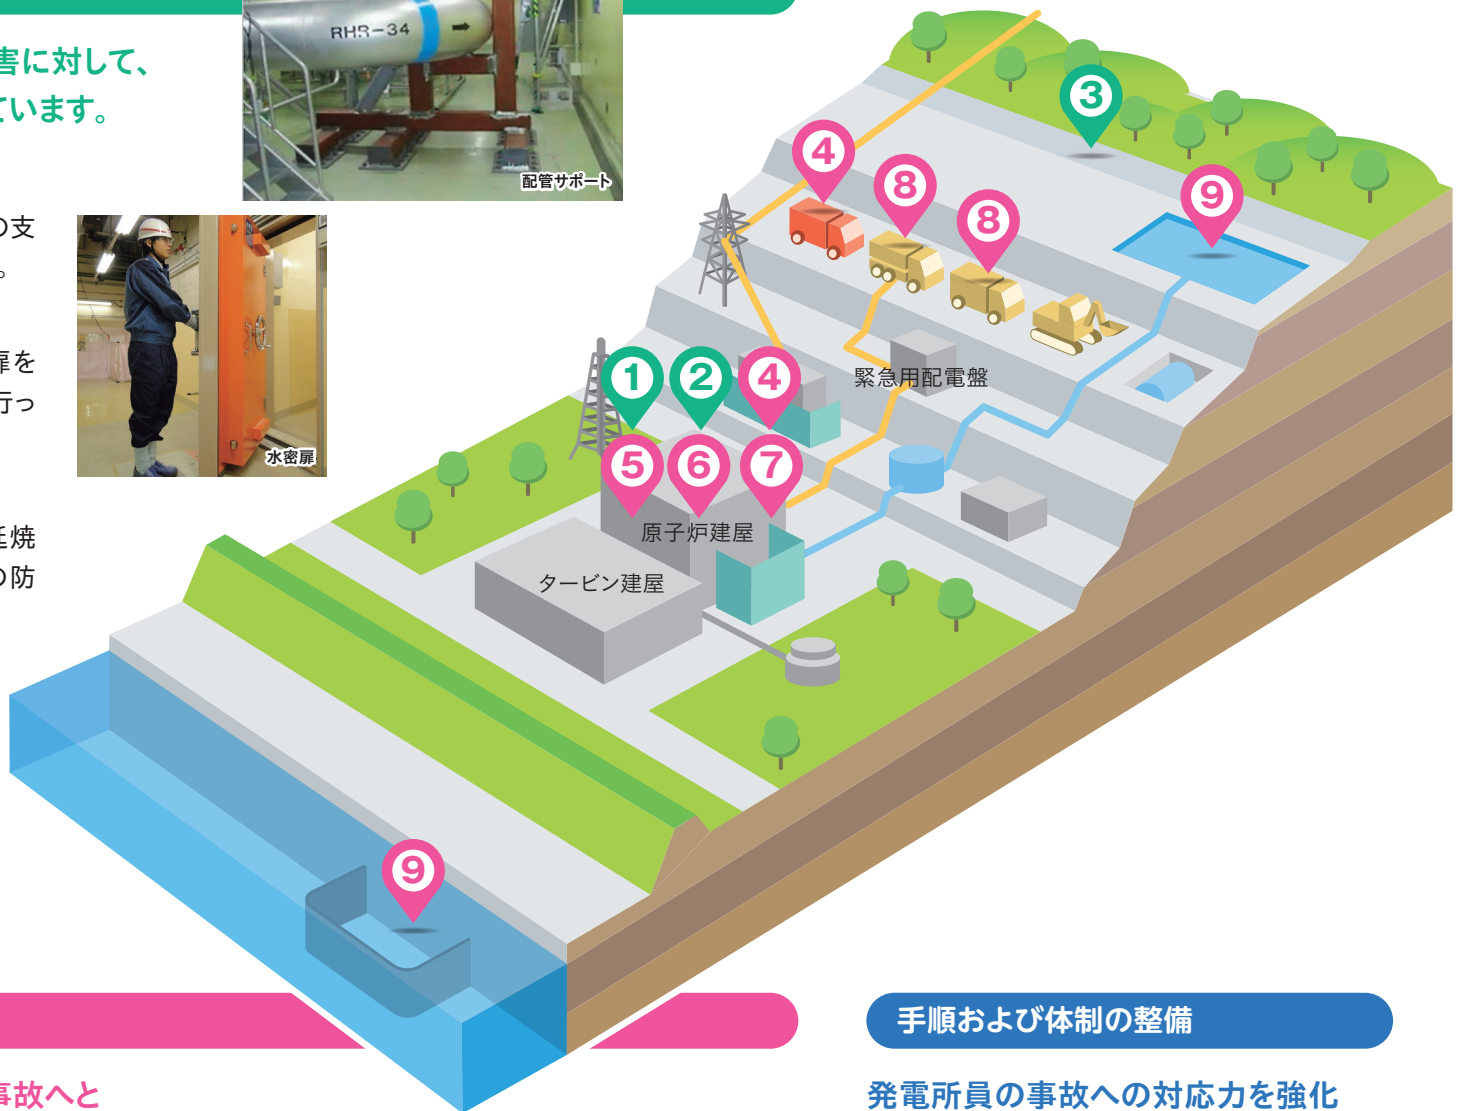 害に対して、
ています。
RHR-34
配管サポート
の支
。
扉を
行っ
水密扉
延焼
の防
3
4
8
8
9
1
2
4
緊急用配電盤
5
6
7
原子炉建屋
タービン建屋
9
事故へと
手順および体制の整備
発電所員の事故への対応力を強化